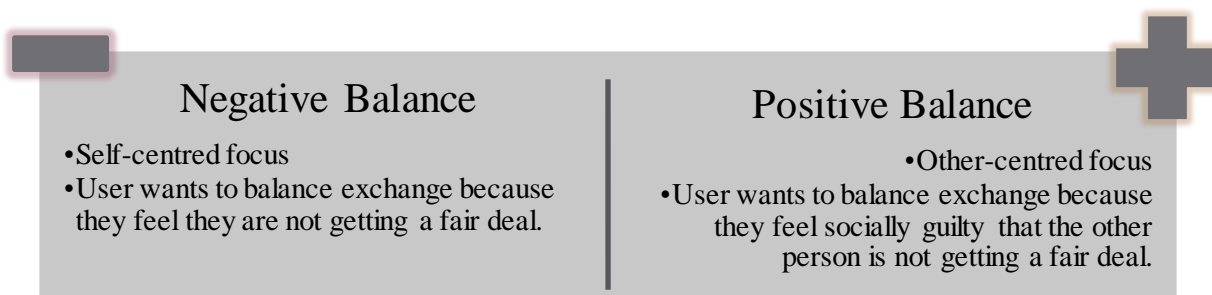 Negative Balance
•Self-centred focus
•User wants to balance exchange because
they feel they are not getting a fair deal.
Positive Balance
•Other-centred focus
•User wants to balance exchange because
they feel socially guilty that the other
person is not getting a fair deal.